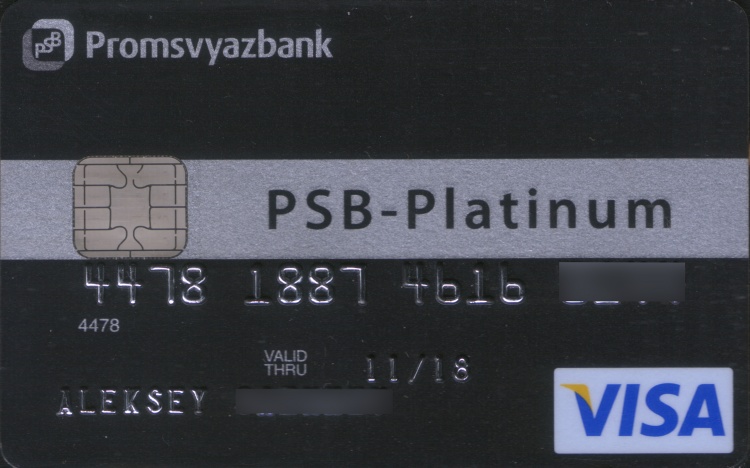 PSB Promsvyazbank
PSB-Platinum
4478 1887 4616
4478
VALID THRU 11/18
ALEKSEY
VISA